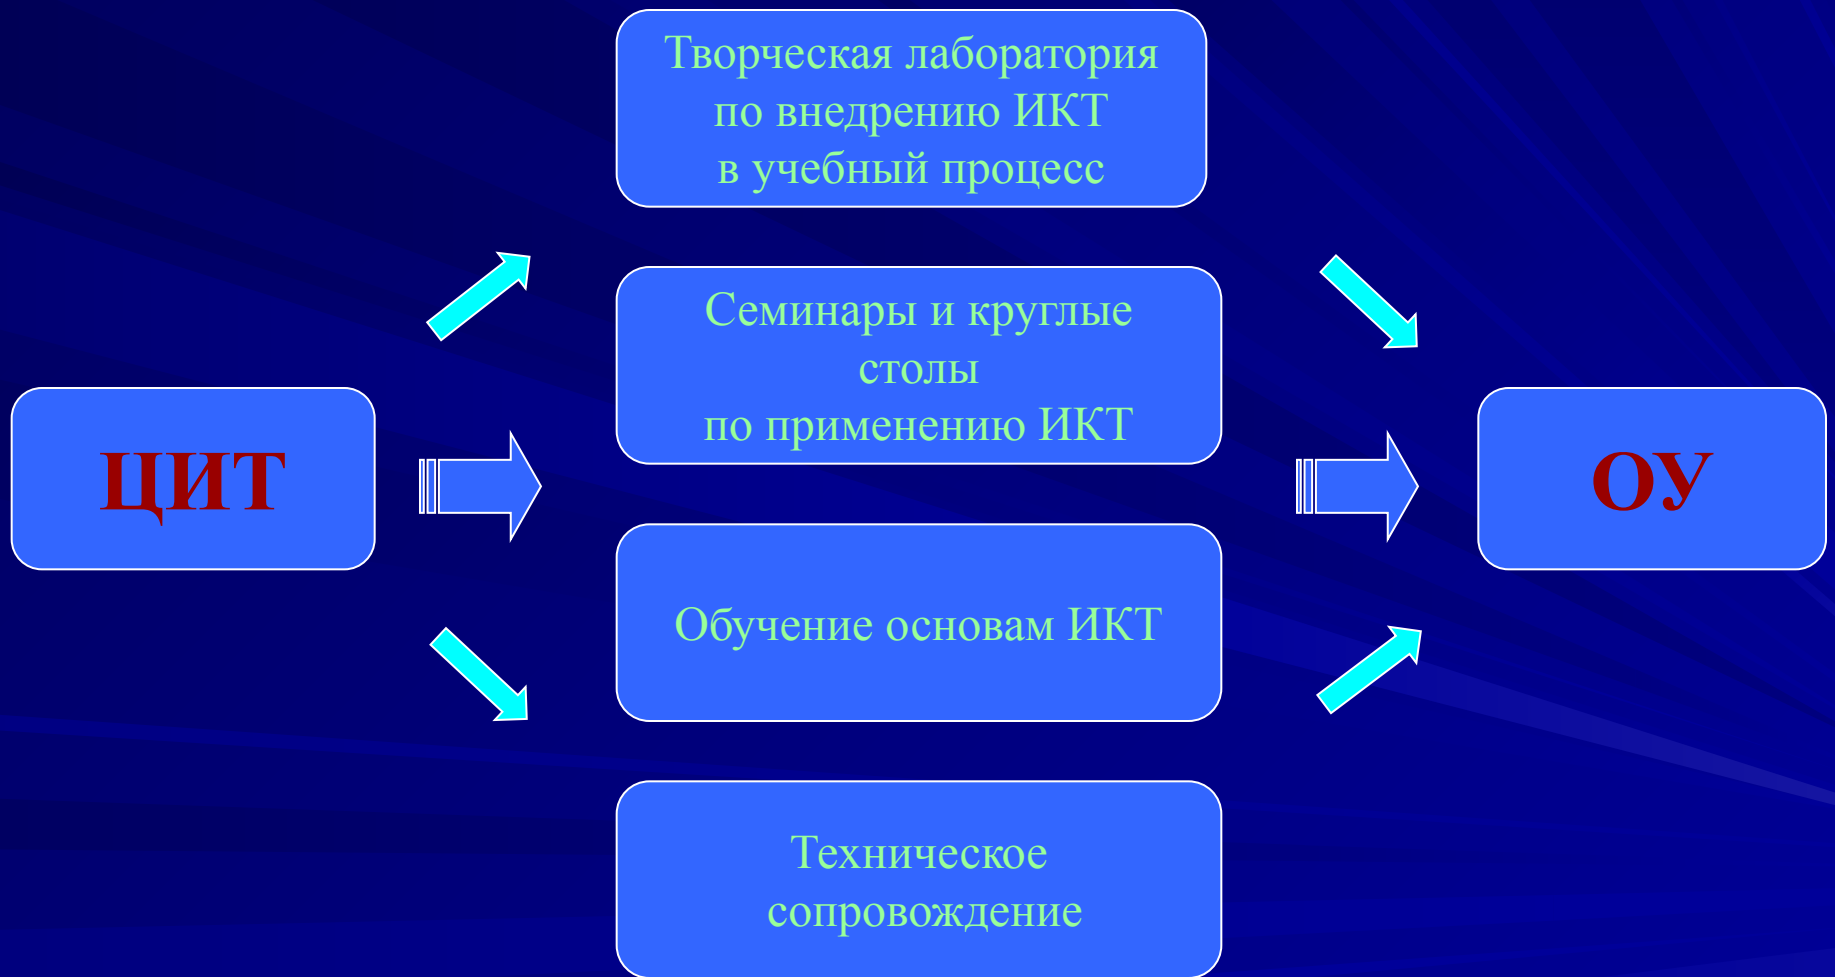 Творческая лаборатория
по внедрению ИКТ
в учебный процесс
Семинары и круглые
столы
по применению ИКТ
ЦИТ
ОУ
Обучение основам ИКТ
Техническое
сопровождение